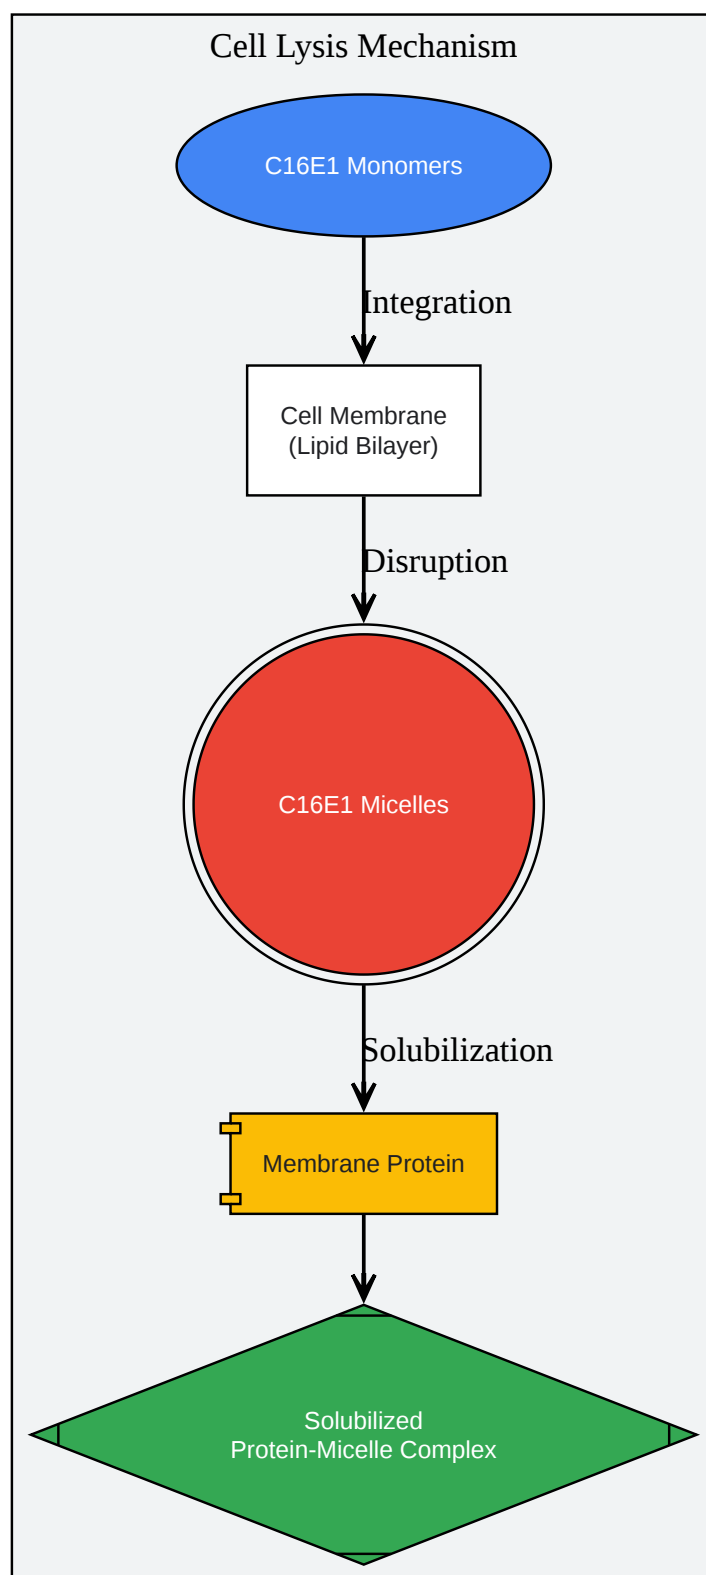 Cell Lysis Mechanism
C16E1 Monomers
Integration
Cell Membrane
(Lipid Bilayer)
Disruption
C16E1 Micelles
Solubilization
Membrane Protein
Solubilized
Protein-Micelle Complex